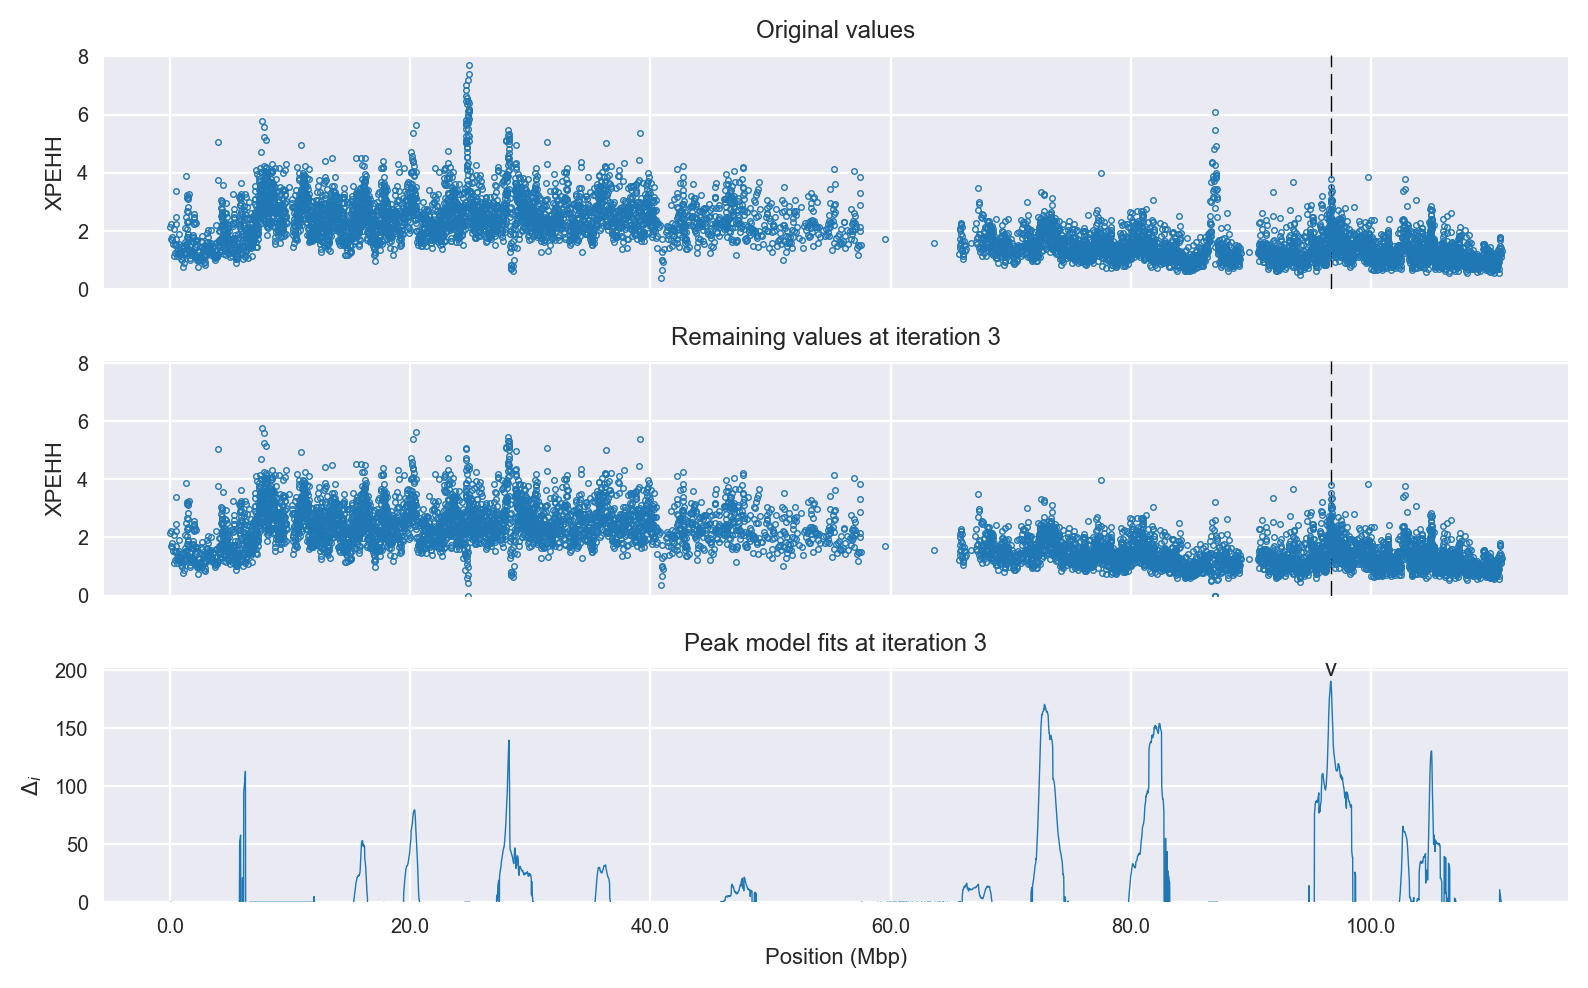 Original values
8
6
4
2
0
XPEHH
Remaining values at iteration 3
8
6
4
2
0
XPEHH
Peak model fits at iteration 3
v
200
150
100
50
0
Δi
0.0 20.0 40.0 60.0 80.0 100.0
Position (Mbp)